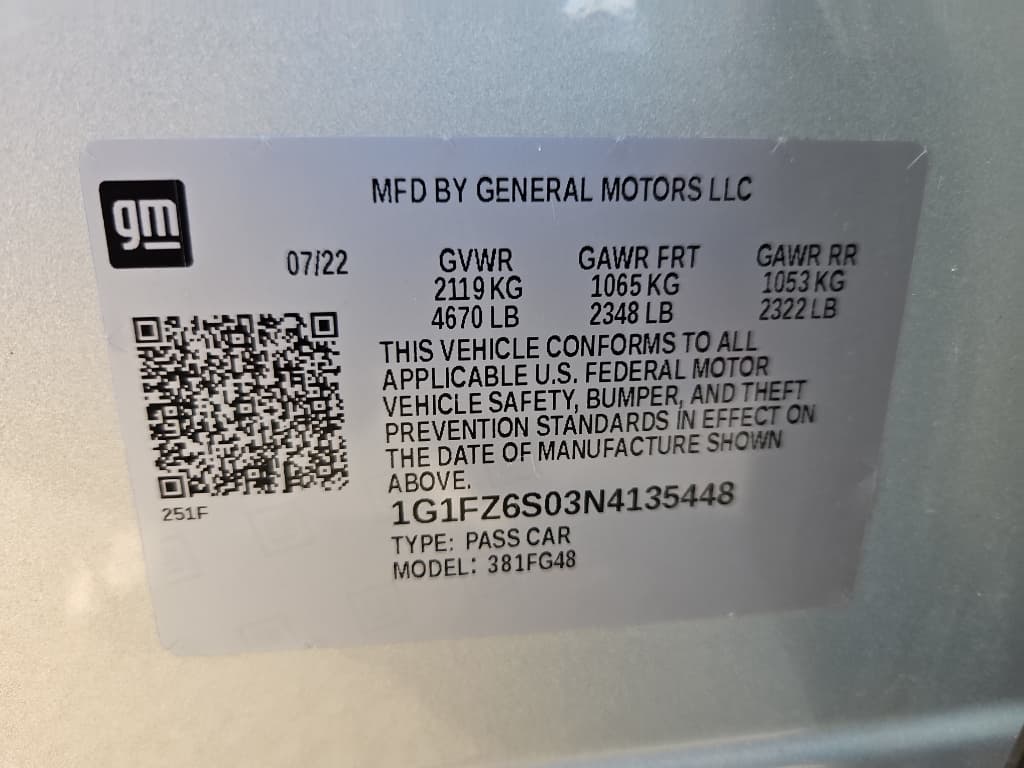 gm
MFD BY GENERAL MOTORS LLC
07/22 GVWR GAWR FRT GAWR RR
2119 KG 1065 KG 1053 KG
4670 LB 2348 LB 2322 LB
THIS VEHICLE CONFORMS TO ALL
APPLICABLE U.S. FEDERAL MOTOR
VEHICLE SAFETY, BUMPER, AND THEFT
PREVENTION STANDARDS IN EFFECT ON
THE DATE OF MANUFACTURE SHOWN
ABOVE.
251F
1G1FZ6S03N4135448
TYPE: PASS CAR
MODEL: 381FG48